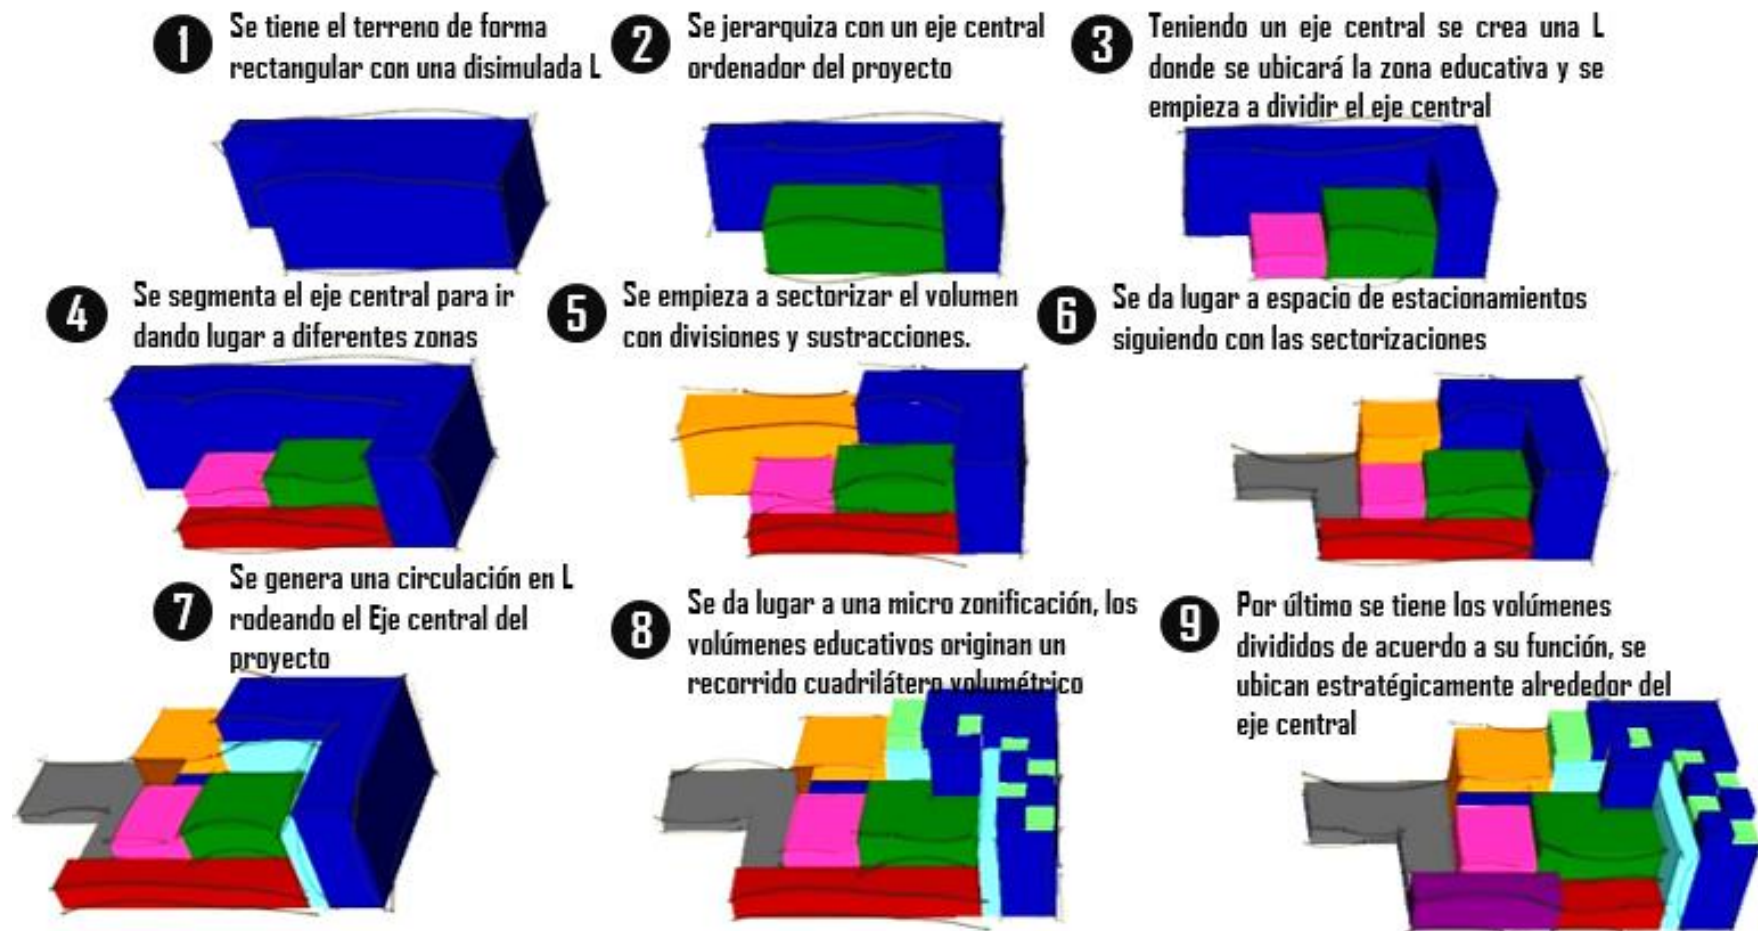 1
Se tiene el terreno de forma
rectangular con una disimulada L
2
Se jerarquiza con un eje central
ordenador del proyecto
3
Teniendo un eje central se crea una L
donde se ubicará la zona educativa y se
empieza a dividir el eje central
4
Se segmenta el eje central para ir
dando lugar a diferentes zonas
5
Se empieza a sectorizar el volumen
con divisiones y sustracciones.
6
Se da lugar a espacio de estacionamientos
siguiendo con las sectorizaciones
7
Se genera una circulación en L
rodeando el Eje central del
proyecto
8
Se da lugar a una micro zonificación, los
volúmenes educativos originan un
recorrido cuadrilátero volumétrico
9
Por último se tiene los volúmenes
divididos de acuerdo a su función, se
ubican estratégicamente alrededor del
eje central